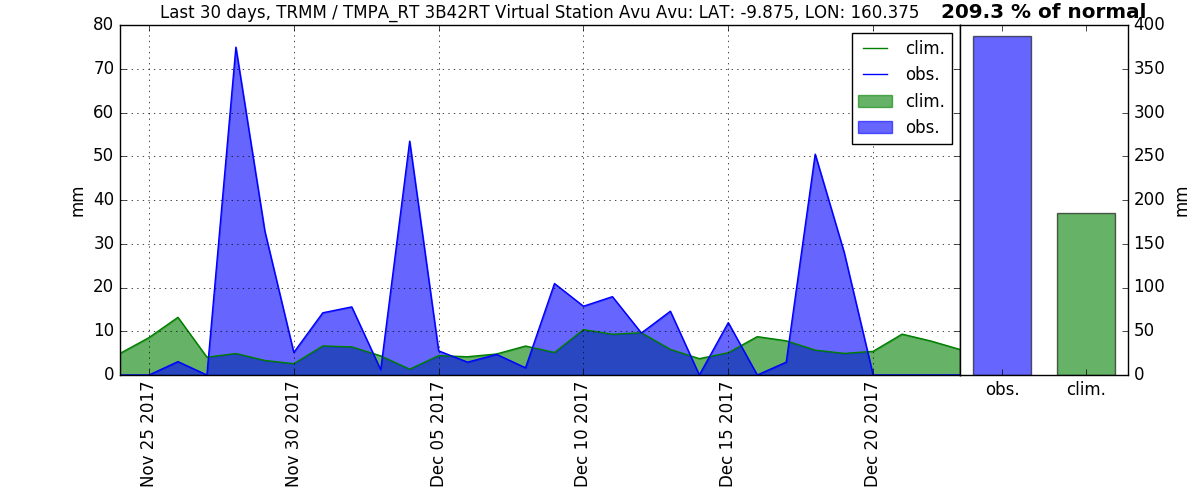 Last 30 days, TRMM / TMPA_RT 3B42RT Virtual Station Avu Avu: LAT: -9.875, LON: 160.375
209.3 % of normal
80
70
60
50
40
30
20
10
0
mm
clim.
obs.
clim.
obs.
Nov 25 2017
Nov 30 2017
Dec 05 2017
Dec 10 2017
Dec 15 2017
Dec 20 2017
400
350
300
250
200
150
100
50
0
mm
obs.
clim.